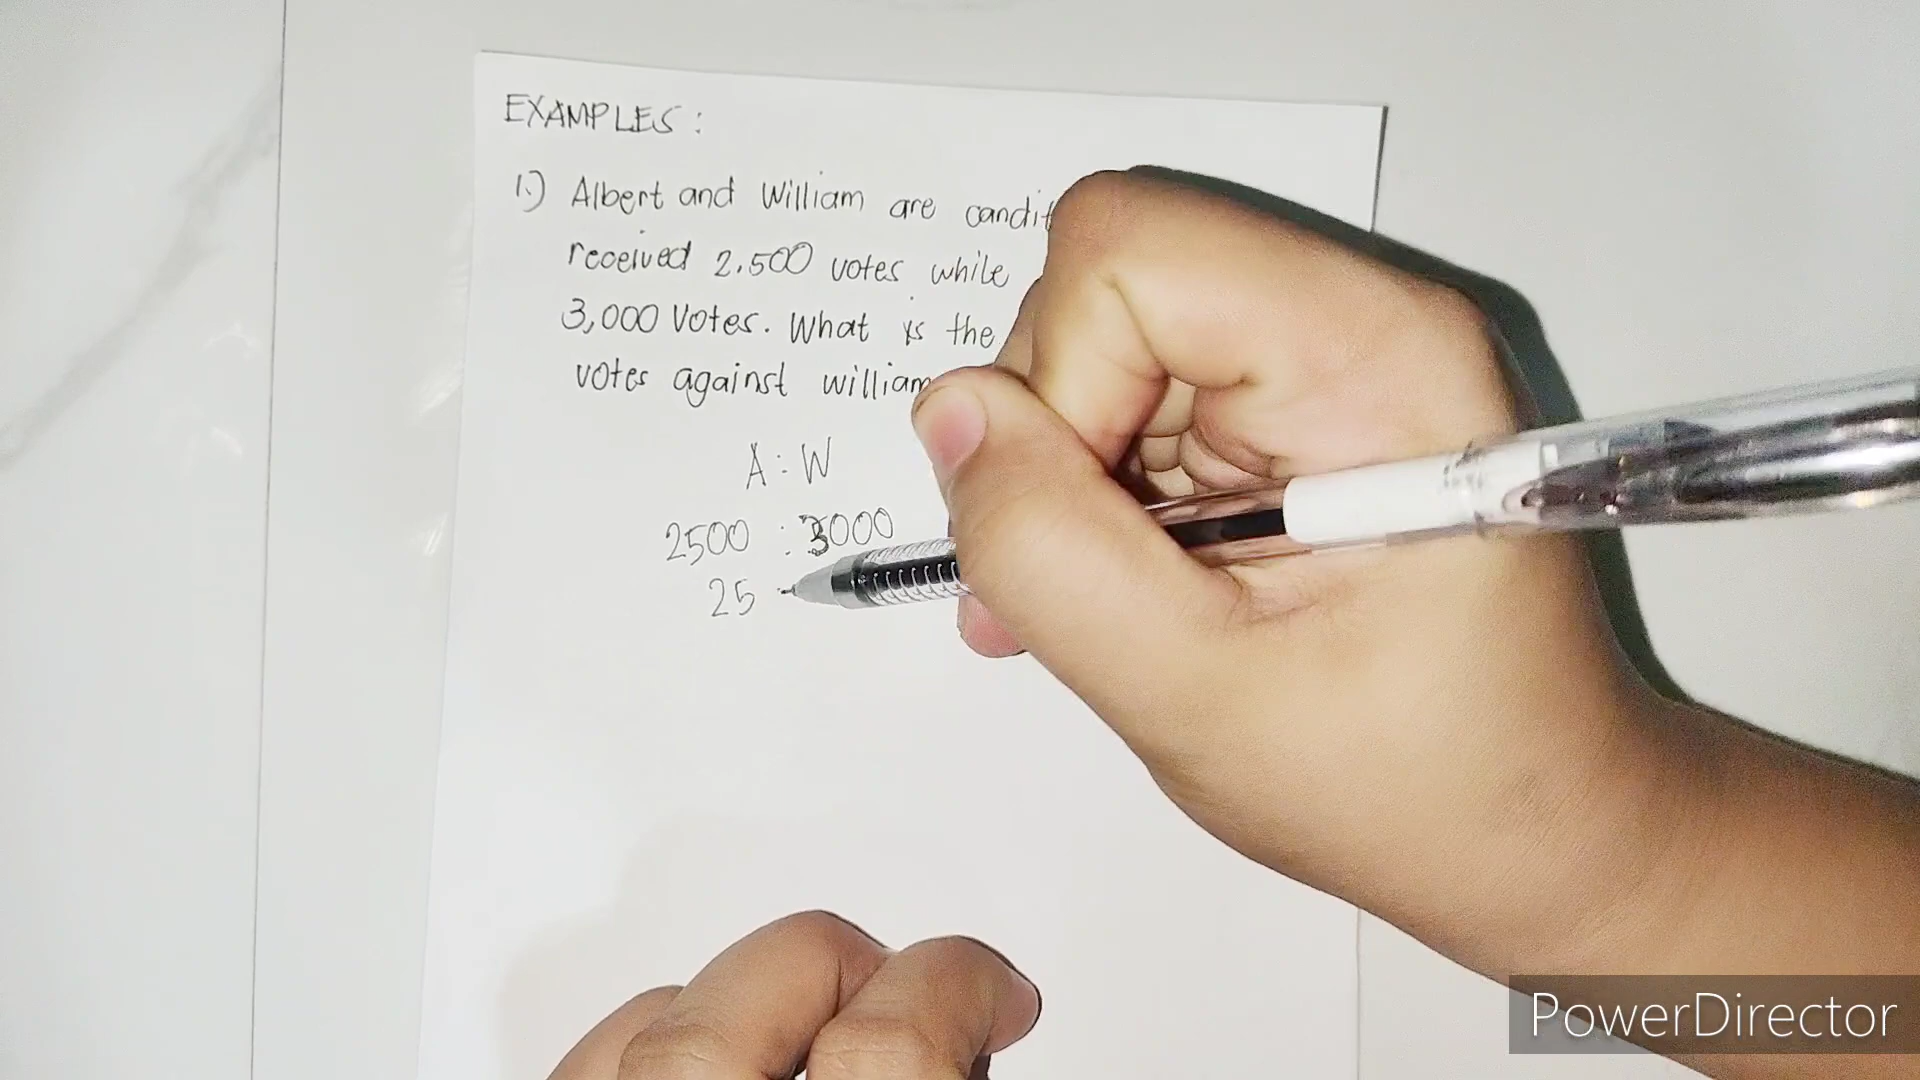 EXAMPLES:
1.) Albert and William are candit
received 2,500 votes while
3,000 votes. What is the
votes against william
A : W
2500 : 3000
25
PowerDirector